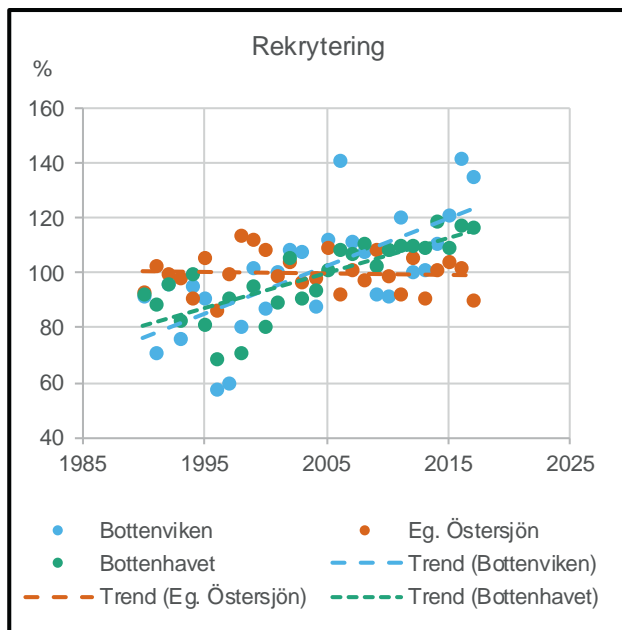 Rekrytering
%
160
140
120
100
80
60
40
1985 1995 2005 2015 2025
Bottenviken Eg. Östersjön
Bottenhavet Trend (Bottenviken)
Trend (Eg. Östersjön) Trend (Bottenhavet)